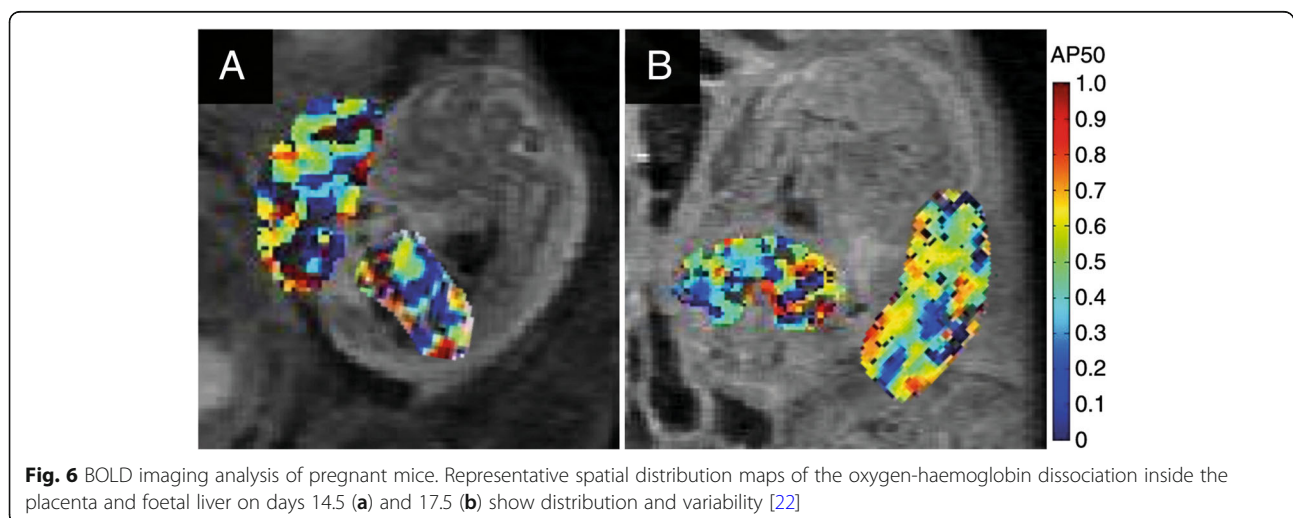 A
B
AP50
1.0
0.9
0.8
0.7
0.6
0.5
0.4
0.3
0.2
0.1
0
Fig. 6 BOLD imaging analysis of pregnant mice. Representative spatial distribution maps of the oxygen-haemoglobin dissociation inside the
placenta and foetal liver on days 14.5 (a) and 17.5 (b) show distribution and variability [22]